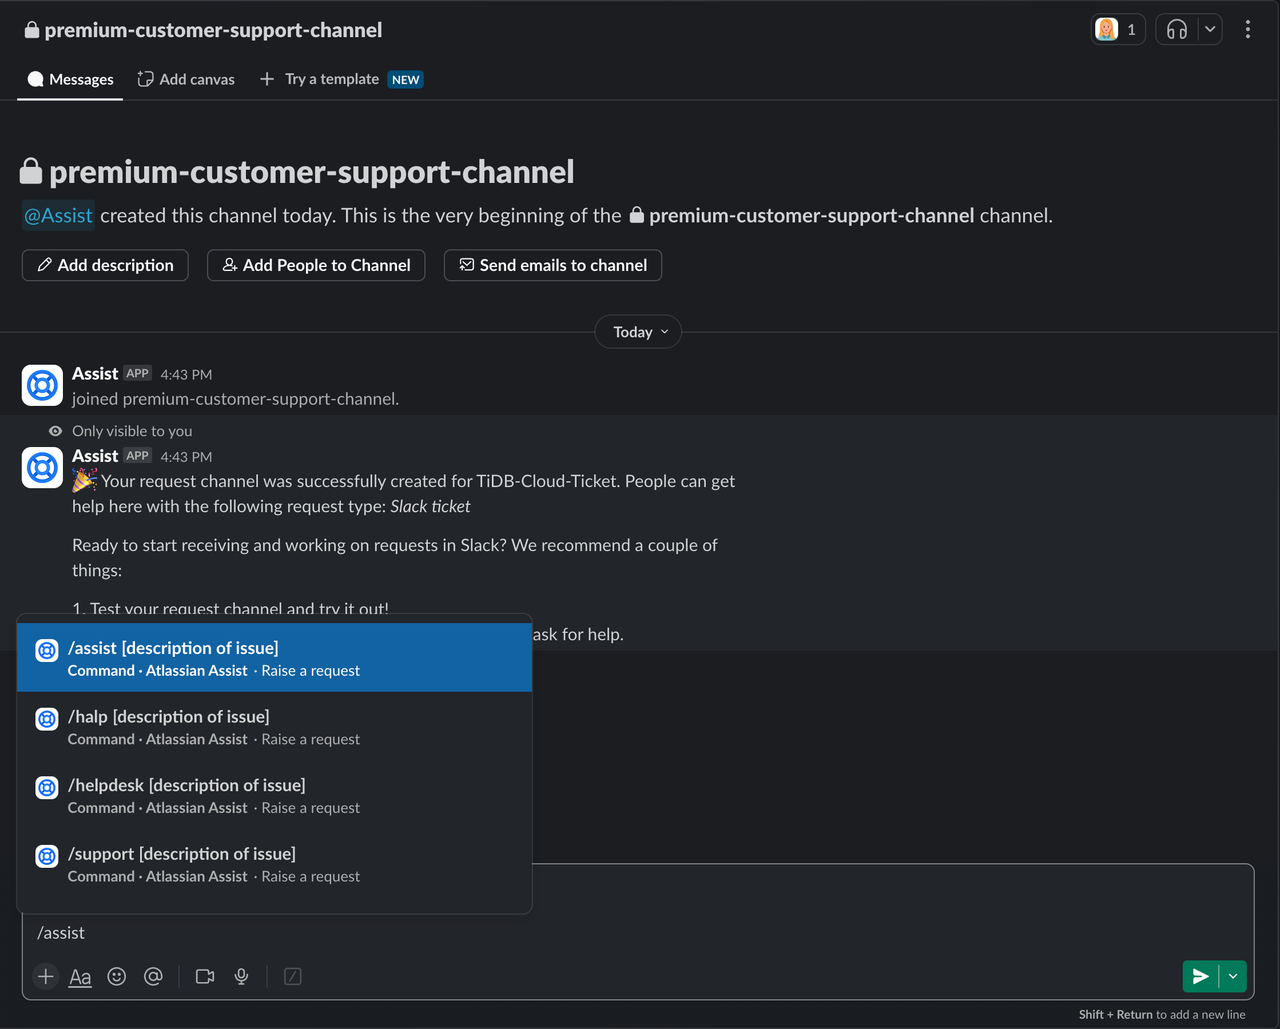 premium-customer-support-channel
1
Messages
Add canvas
Try a template NEW
premium-customer-support-channel
@Assist created this channel today. This is the very beginning of the premium-customer-support-channel channel.
Add description
Add People to Channel
Send emails to channel
Today
Assist APP 4:43 PM
joined premium-customer-support-channel.
Only visible to you
Assist APP 4:43 PM
Your request channel was successfully created for TiDB-Cloud-Ticket. People can get
help here with the following request type: Slack ticket
Ready to start receiving and working on requests in Slack? We recommend a couple of
things:
1. Test your request channel and try it out!
ask for help.
/assist [description of issue]
Command · Atlassian Assist · Raise a request
/halp [description of issue]
Command · Atlassian Assist · Raise a request
/helpdesk [description of issue]
Command · Atlassian Assist · Raise a request
/support [description of issue]
Command · Atlassian Assist · Raise a request
/assist
Aa
Shift + Return to add a new line